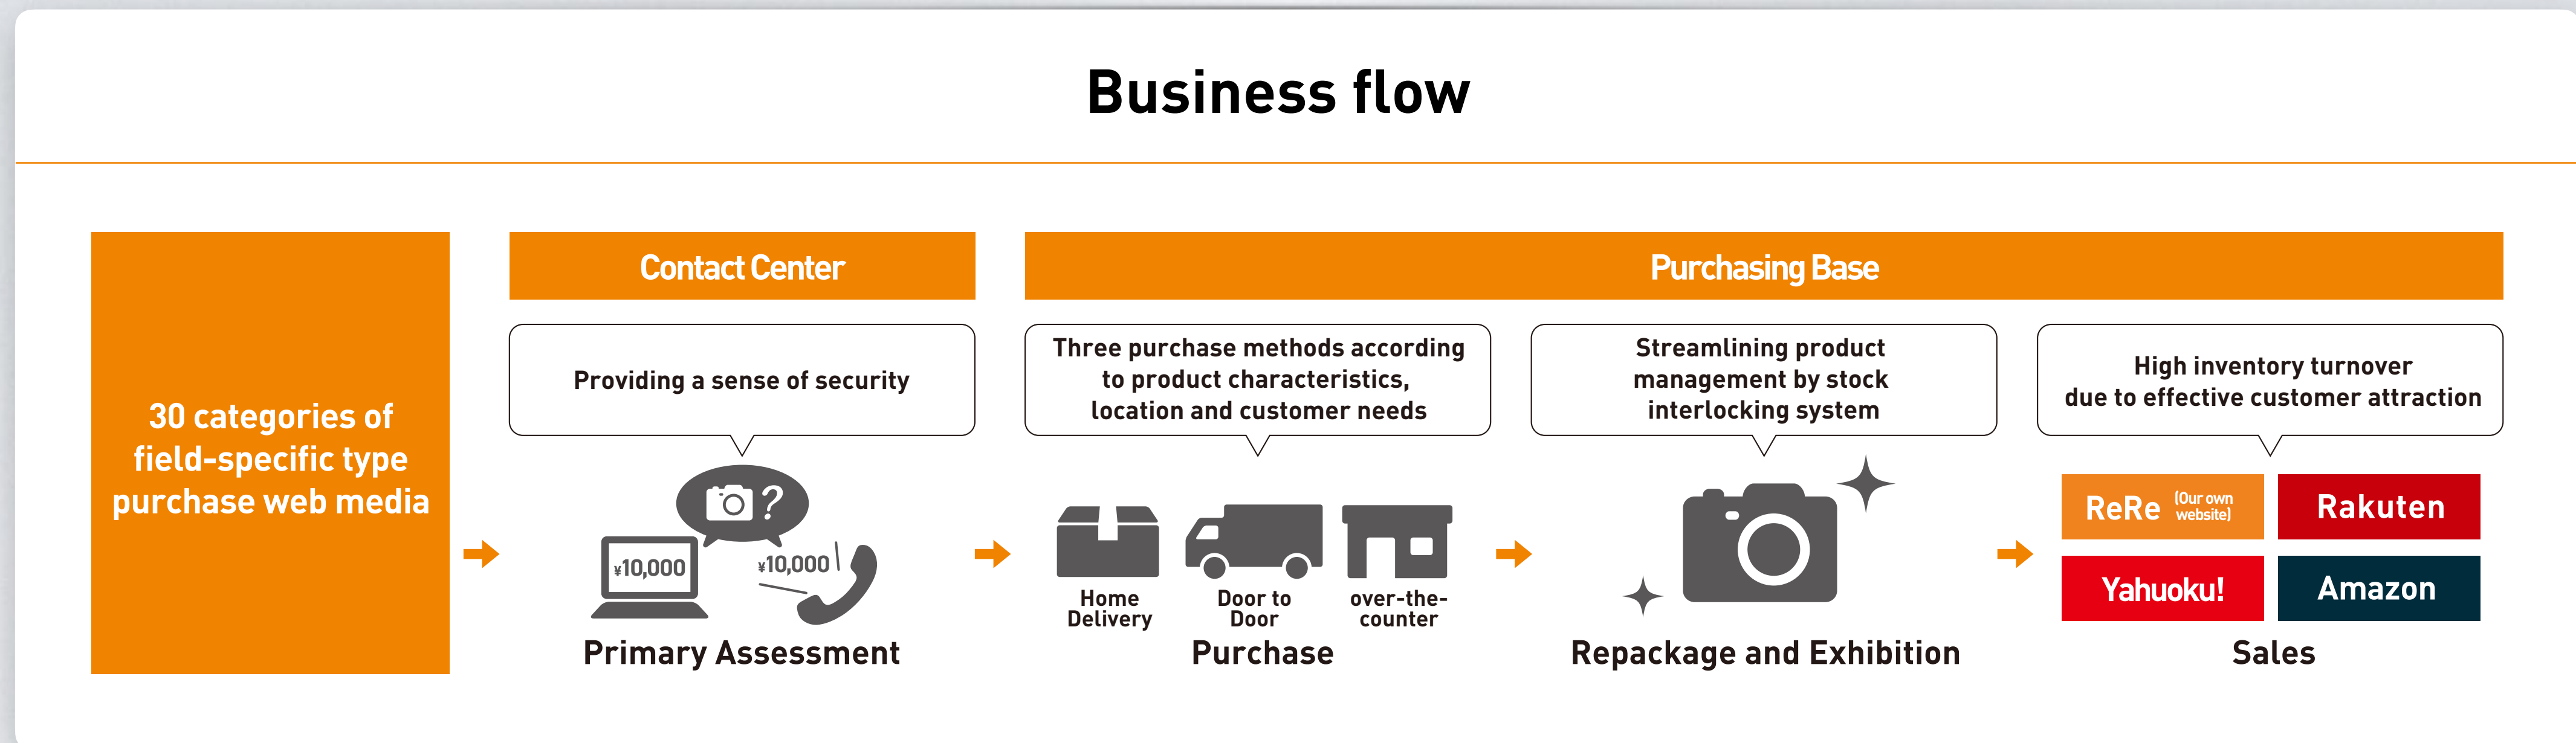 Business flow
30 categories of
field-specific type
purchase web media
Contact Center
Providing a sense of security
?
¥10,000
¥10,000
Primary Assessment
Purchasing Base
Three purchase methods according
to product characteristics,
location and customer needs
Home
Delivery
Door to
Door
over-the-
counter
Purchase
Streamlining product
management by stock
interlocking system
Repackage and Exhibition
High inventory turnover
due to effective customer attraction
ReRe (Our own
website)
Rakuten
Yahuoku!
Amazon
Sales